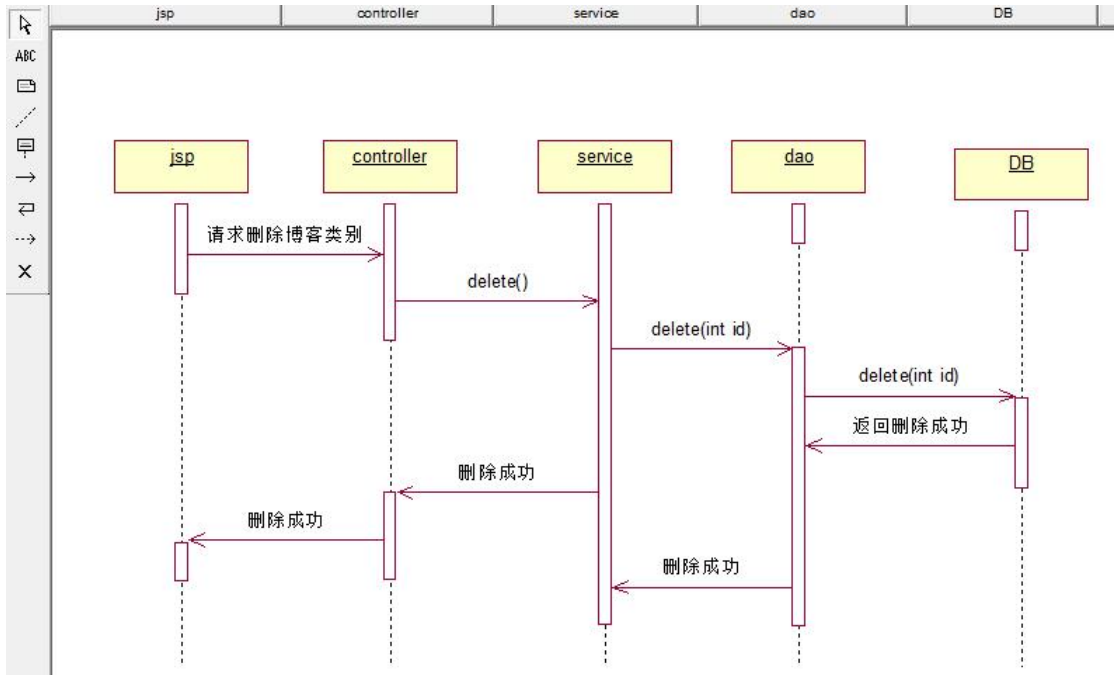 jsp
controller
service
dao
DB
ABC
jsp
controller
service
dao
DB
请求删除博客类别
delete()
delete(int id)
delete(int id)
返回删除成功
删除成功
删除成功
删除成功